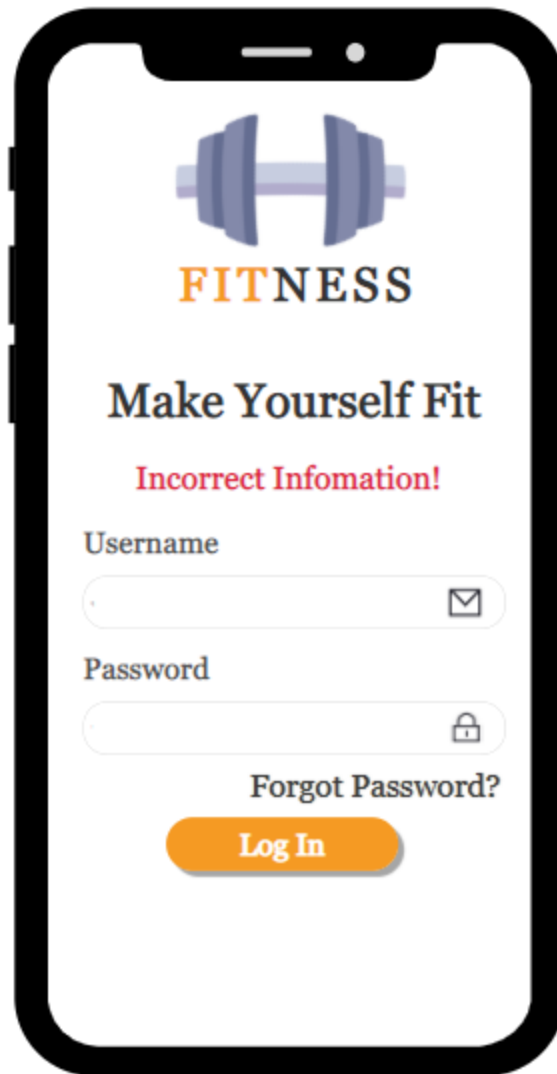 FITNESS
Make Yourself Fit
Incorrect Infomation!
Username
Password
Forgot Password?
Log In